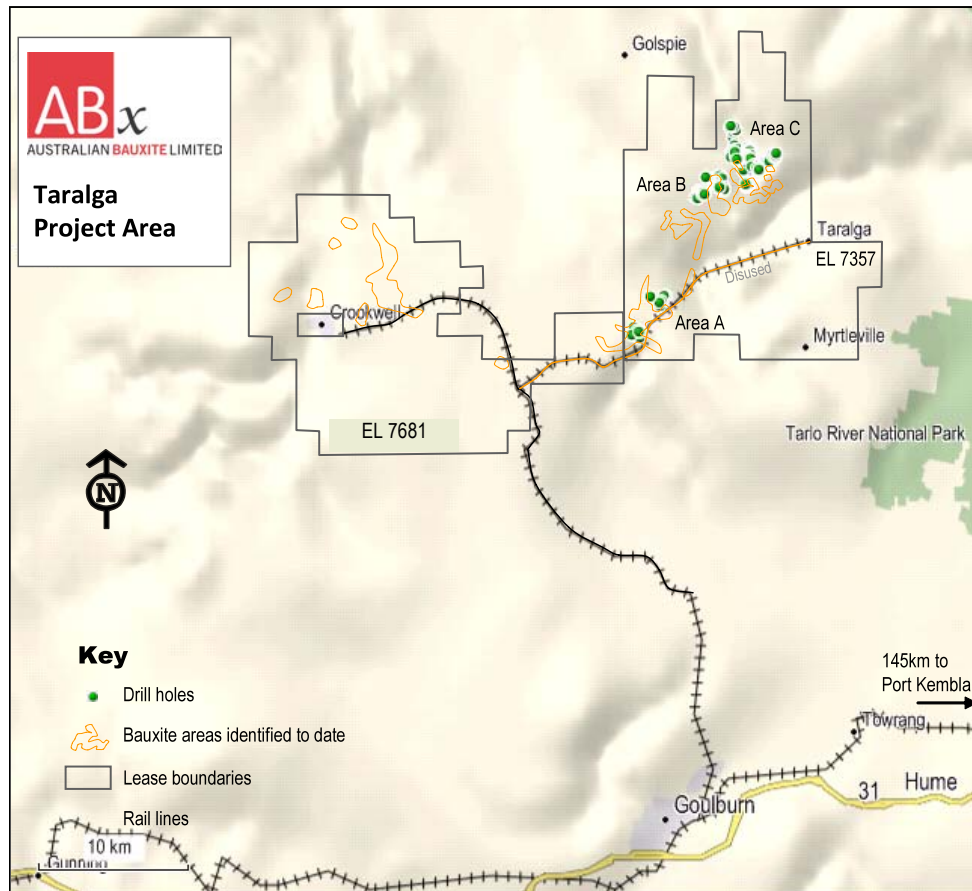 ABx
AUSTRALIAN BAUXITE LIMITED
Taralga
Project Area
Golspie
Area C
Area B
Taralga
EL 7357
Disused
Crookwell
Area A
Myrtleville
EL 7681
Tarlo River National Park
N
Key
Drill holes
Bauxite areas identified to date
Lease boundaries
Rail lines
10 km
Gunning
145km to
Port Kembla
Towrang
31 Hume
Goulburn